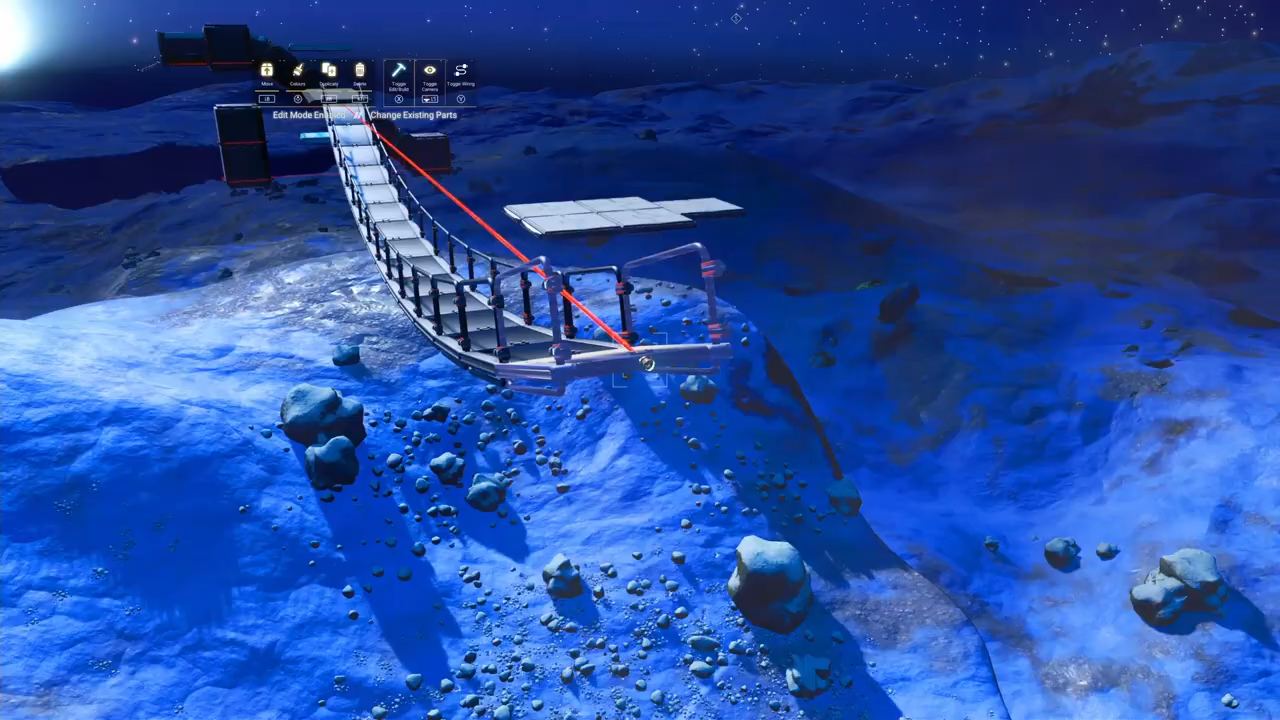 Move Colours Duplicate Delete Toggle Edit/Build Toggle Camera Toggle Wiring
X Y
Edit Mode Enabled Change Existing Parts